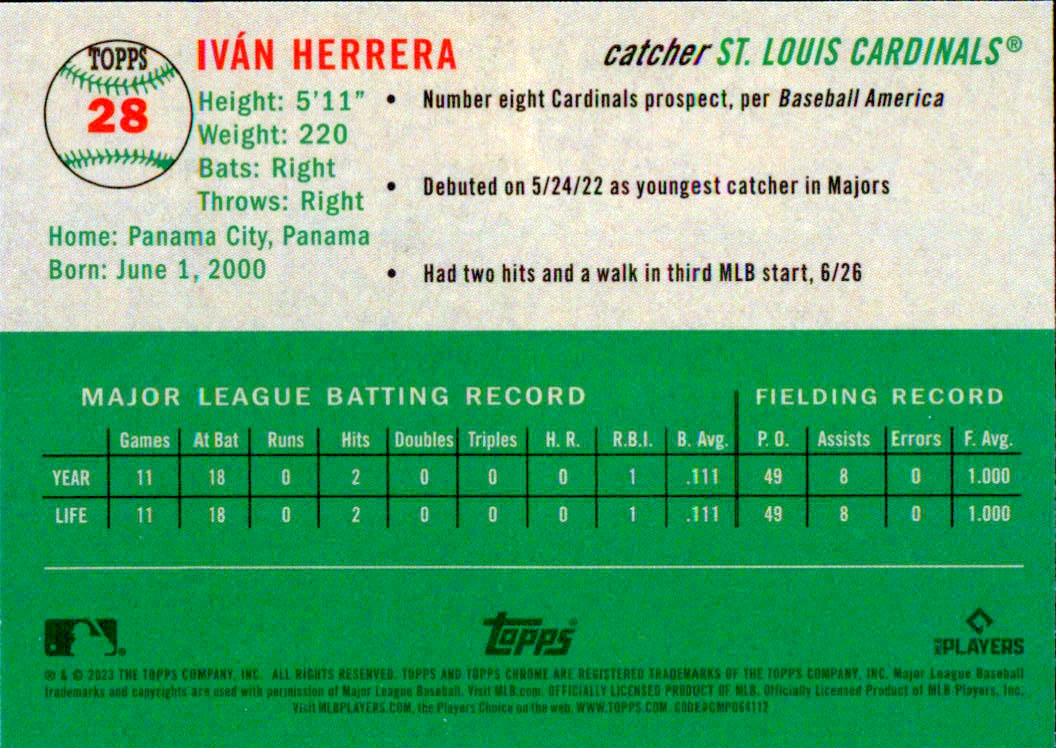 TOPPS
28
IVÁN HERRERA
catcher ST. LOUIS CARDINALS®
Height: 5'11"
Weight: 220
Bats: Right
Throws: Right
Home: Panama City, Panama
Born: June 1, 2000
• Number eight Cardinals prospect, per Baseball America
• Debuted on 5/24/22 as youngest catcher in Majors
• Had two hits and a walk in third MLB start, 6/26
MAJOR LEAGUE BATTING RECORD FIELDING RECORD
Games At Bat Runs Hits Doubles Triples H. R. R.B.I. B. Avg. P. O. Assists Errors F. Avg.
YEAR 11 18 0 2 0 0 0 1 .111 49 8 0 1.000
LIFE 11 18 0 2 0 0 0 1 .111 49 8 0 1.000
topps
PLAYERS
® & © 2023 THE TOPPS COMPANY, INC. ALL RIGHTS RESERVED. TOPPS AND TOPPS CHROME ARE REGISTERED TRADEMARKS OF THE TOPPS COMPANY, INC. Major League Baseball
trademarks and copyrights are used with permission of Major League Baseball. Visit MLB.com. OFFICIALLY LICENSED PRODUCT OF MLB. Officially Licensed Product of MLB Players, Inc.
Visit MLBPLAYERS.COM, the Players Choice on the web. WWW.TOPPS.COM. CODE#CMP064112